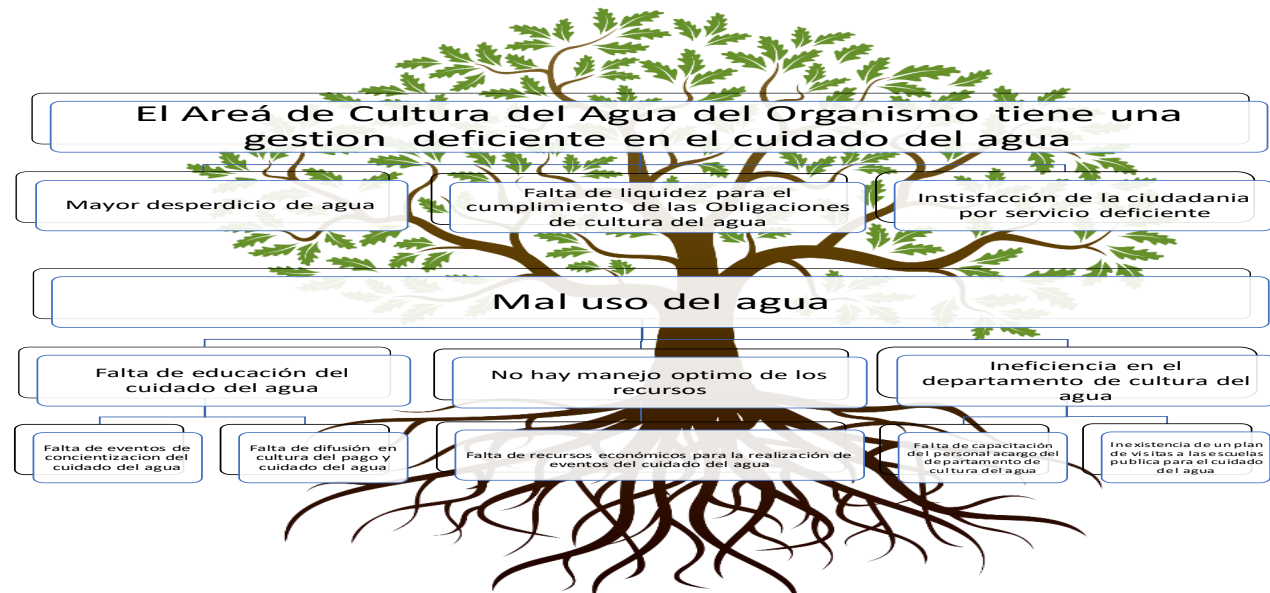 El Areá de Cultura del Agua del Organismo tiene una
gestion deficiente en el cuidado del agua
Mayor desperdicio de agua
Falta de liquidez para el
cumplimiento de las Obligaciones
de cultura del agua
Instisfacción de la ciudadania
por servicio deficiente
Mal uso del agua
Falta de educación del
cuidado del agua
No hay manejo optimo de los
recursos
Ineficiencia en el
departamento de cultura del
agua
Falta de eventos de
concientizacion del
cuidado del agua
Falta de difusión en
cultura del pago y
cuidado del agua
Falta de recursos económicos para la realización de
eventos del cuidado del agua
Falta de capacitación
del personal acargo del
departamento de
cultura del agua
Inexistencia de un plan
de visitas a las escuelas
publica para el cuidado
del agua